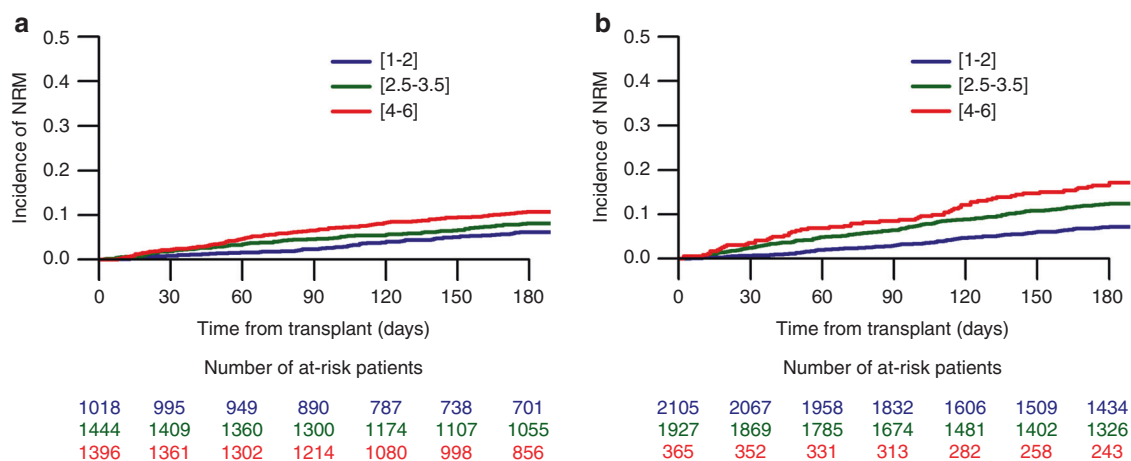 a
Incidence of NRM
0.5
0.4
0.3
0.2
0.1
0.0
[1-2]
[2.5-3.5]
[4-6]
0 30 60 90 120 150 180
Time from transplant (days)
Number of at-risk patients
1018 995 949 890 787 738 701
1444 1409 1360 1300 1174 1107 1055
1396 1361 1302 1214 1080 998 856
b
Incidence of NRM
0.5
0.4
0.3
0.2
0.1
0.0
[1-2]
[2.5-3.5]
[4-6]
0 30 60 90 120 150 180
Time from transplant (days)
Number of at-risk patients
2105 2067 1958 1832 1606 1509 1434
1927 1869 1785 1674 1481 1402 1326
365 352 331 313 282 258 243